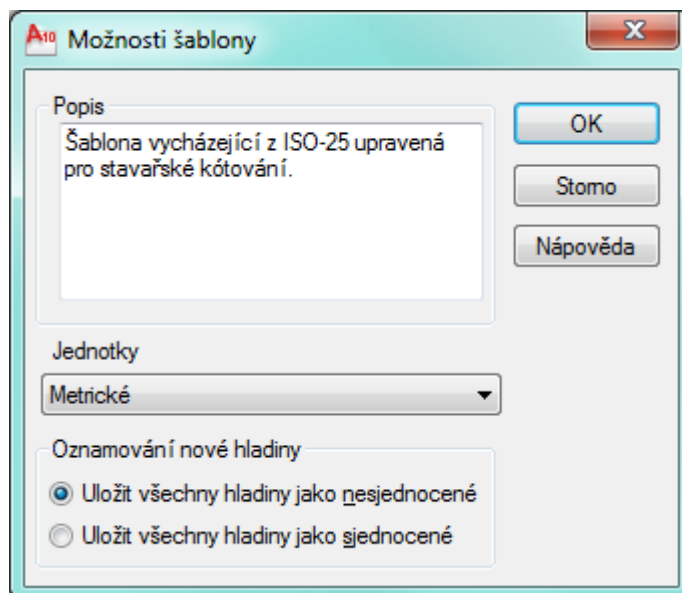 A10 Možnosti šablony
Popis
Šablona vycházející z ISO-25 upravená
pro stavařské kótování.
OK
Storno
Nápověda
Jednotky
Metrické
Oznamování nové hladiny
Uložit všechny hladiny jako nesjednocené
Uložit všechny hladiny jako sjednocené